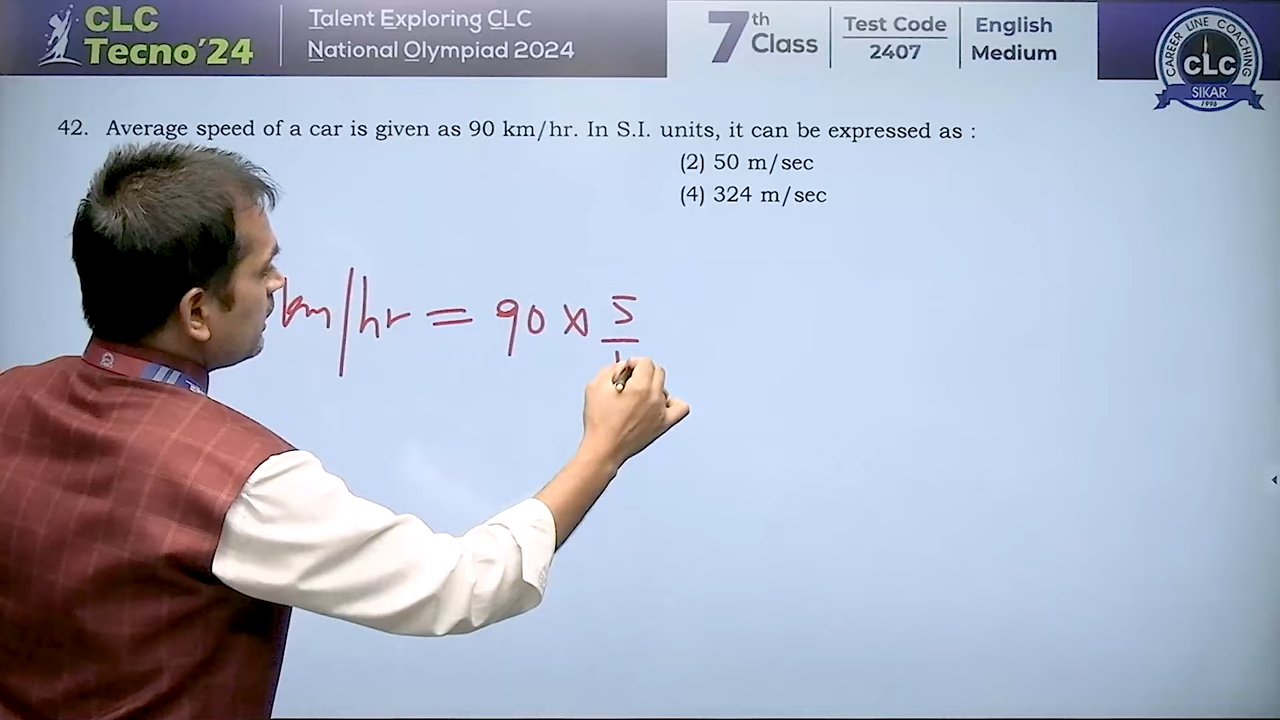 CLC
Tecno'24
Talent Exploring CLC
National Olympiad 2024
7th
Class
Test Code
2407
English
Medium
CAREER LINE COACHING
CLC
SIKAR
1996
42. Average speed of a car is given as 90 km/hr. In S.I. units, it can be expressed as :
(2) 50 m/sec
(4) 324 m/sec
km/hr = 90 × 5